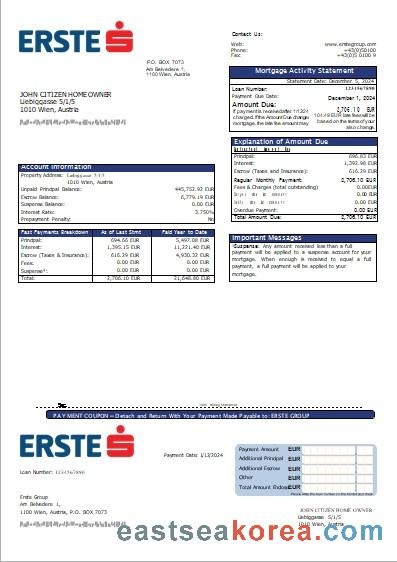 ERSTE
P.O. BOX 7073
Am Belvedere 1,
1100 Wien, Austria
Contact Us:
Web: www.erstegroup.com
Phone: +43(0)50100
Fax: +43(0)5 0100 9
Mortgage Activity Statement
Statement Date: December 5, 2024
Loan Number: 1234567890
Payment Due Date: December 1, 2024
Amount Due: 2,706.10 EUR
If payment is received after 1/13/24
charged. If the Amount Due changes
mortgage, the late fee amount may
104.49 EUR late fee will be
based on the terms of your
also change.
JOHN CITIZEN HOME OWNER
Liebiggasse 5/1/5
1010 Wien, Austria
Explanation of Amount Due
Principal: 696.83 EUR
Interest: 1,392.98 EUR
Escrow (Taxes and Insurance): 616.29 EUR
Regular Monthly Payment: 2,706.10 EUR
Fees & Charges (total outstanding) 0.00 EUR
0.00 EUR
0.00 EUR
Overdue Payment: 0.00 EUR
Total Amount Due: 2,706.10 EUR
Account Information
Property Address: Liebiggasse 5/1/5
1010 Wien, Austria
Unpaid Principal Balance: 445,752.92 EUR
Escrow Balance: 6,779.19 EUR
Suspense Balance: 0.00 EUR
Interest Rate: 3.750%
Prepayment Penalty: No
Past Payments Breakdown As of Last Stmt Paid Year to Date
Principal: 694.66 EUR 5,497.08 EUR
Interest: 1,395.15 EUR 11,221.40 EUR
Escrow (Taxes & Insurance): 616.29 EUR 4,930.32 EUR
Fees: 0.00 EUR 0.00 EUR
Suspense*: 0.00 EUR 0.00 EUR
Total: 2,706.10 EUR 21,648.80 EUR
Important Messages
*Suspense: Any amount received less than a full
payment will be applied to a suspense account for your
mortgage. When enough is received to equal a full
payment, a full payment will be applied to your
mortgage.
PAYMENT COUPON – Detach and Return With Your Payment Made Payable to: ERSTE GROUP
ERSTE
Payment Date: 1/13/2024
Loan Number: 1234567890
Payment Amount EUR
Additional Principal EUR
Additional Escrow EUR
Other EUR
Total Amount Enclosed EUR
Erste Group
Am Belvedere 1,
1100 Wien, Austria, P.O. BOX 7073
JOHN CITIZEN HOME OWNER
Liebiggasse 5/1/5
1010 Wien, Austria
eastseakorea.com